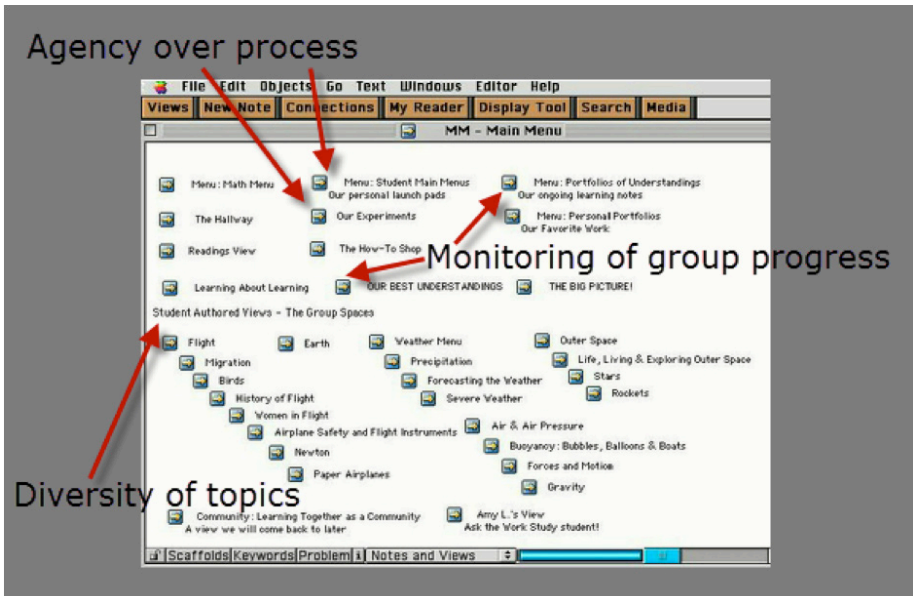 Agency over process
File Edit Objects Go Text Windows Editor Help
Views New Note Connections My Reader Display Tool Search Media
MM - Main Menu
Menu: Math Menu
Menu: Student Main Menus
Our personal launch pads
Menu: Portfolios of Understandings
Our ongoing learning notes
The Hallway
Our Experiments
Menu: Personal Portfolios
Our Favorite Work
Readings View
The How-To Shop
Monitoring of group progress
Learning About Learning
OUR BEST UNDERSTANDINGS
THE BIG PICTURE!
Student Authored Views - The Group Spaces
Flight
Earth
Weather Menu
Outer Space
Migration
Precipitation
Life, Living & Exploring Outer Space
Birds
Forecasting the Weather
Stars
History of Flight
Severe Weather
Rockets
Women in Flight
Airplane Safety and Flight Instruments
Air & Air Pressure
Newton
Buoyancy: Bubbles, Balloons & Boats
Paper Airplanes
Forces and Motion
Gravity
Diversity of topics
Community: Learning Together as a Community
A view we will come back to later
Amy L.'s View
Ask the Work Study student!
Scaffolds Keywords Problem i Notes and Views